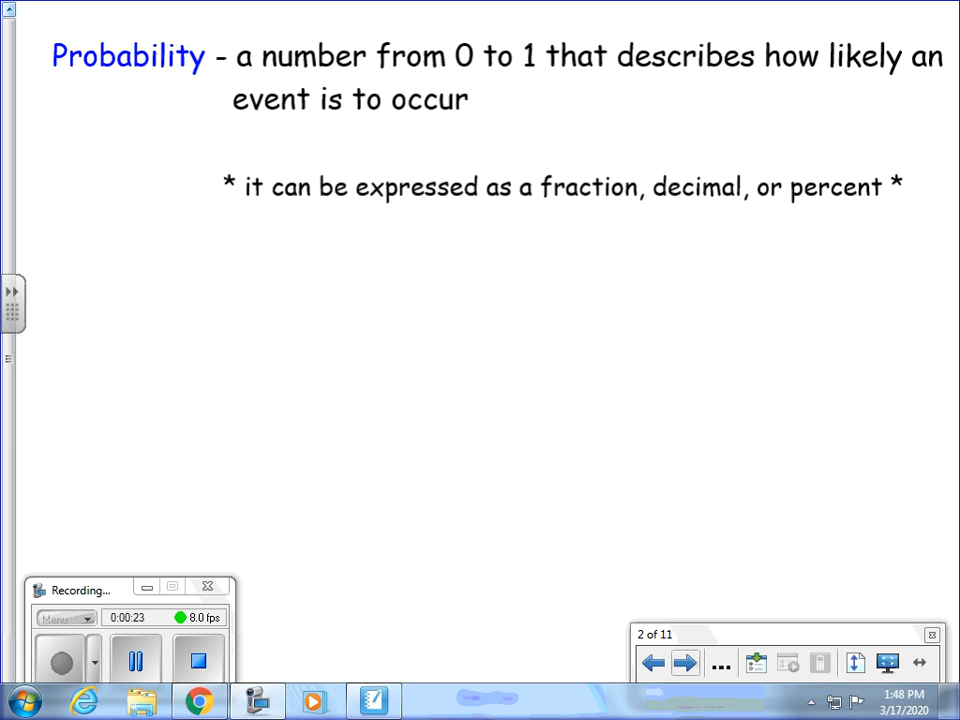 Probability - a number from 0 to 1 that describes how likely an
event is to occur
* it can be expressed as a fraction, decimal, or percent *
Recording...
Menu
0:00:23
8.0 fps
2 of 11
1:48 PM
3/17/2020